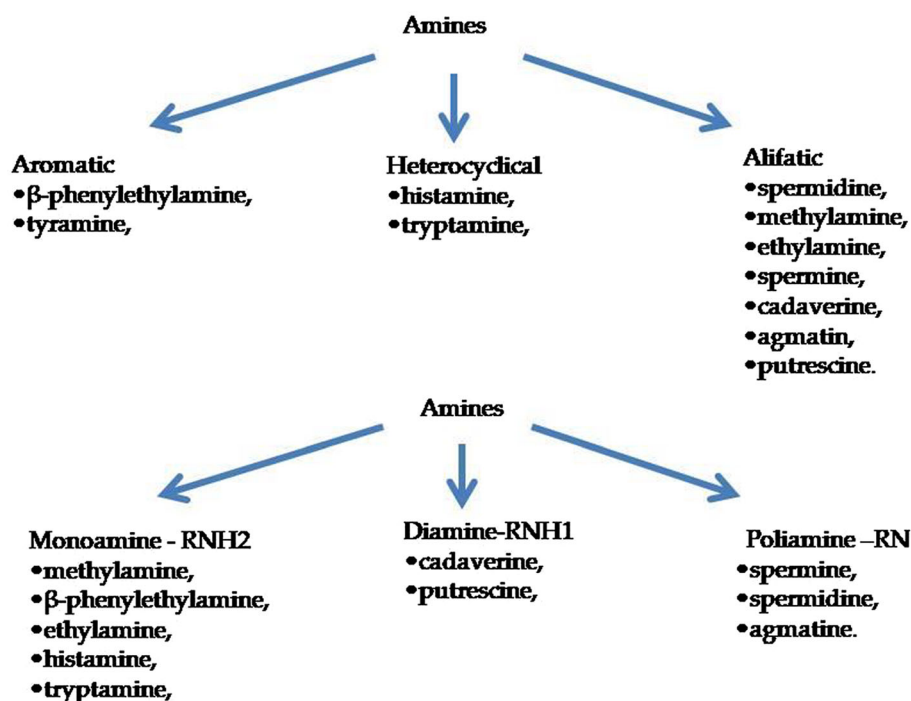 Amines
Aromatic
•β-phenylethylamine,
•tyramine,
Heterocyclical
•histamine,
•tryptamine,
Alifatic
•spermidine,
•methylamine,
•ethylamine,
•spermine,
•cadaverine,
•agmatin,
•putrescine.
Amines
Monoamine - RNH2
•methylamine,
•β-phenylethylamine,
•ethylamine,
•histamine,
•tryptamine,
Diamine-RNH1
•cadaverine,
•putrescine,
Poliamine –RN
•spermine,
•spermidine,
•agmatine.